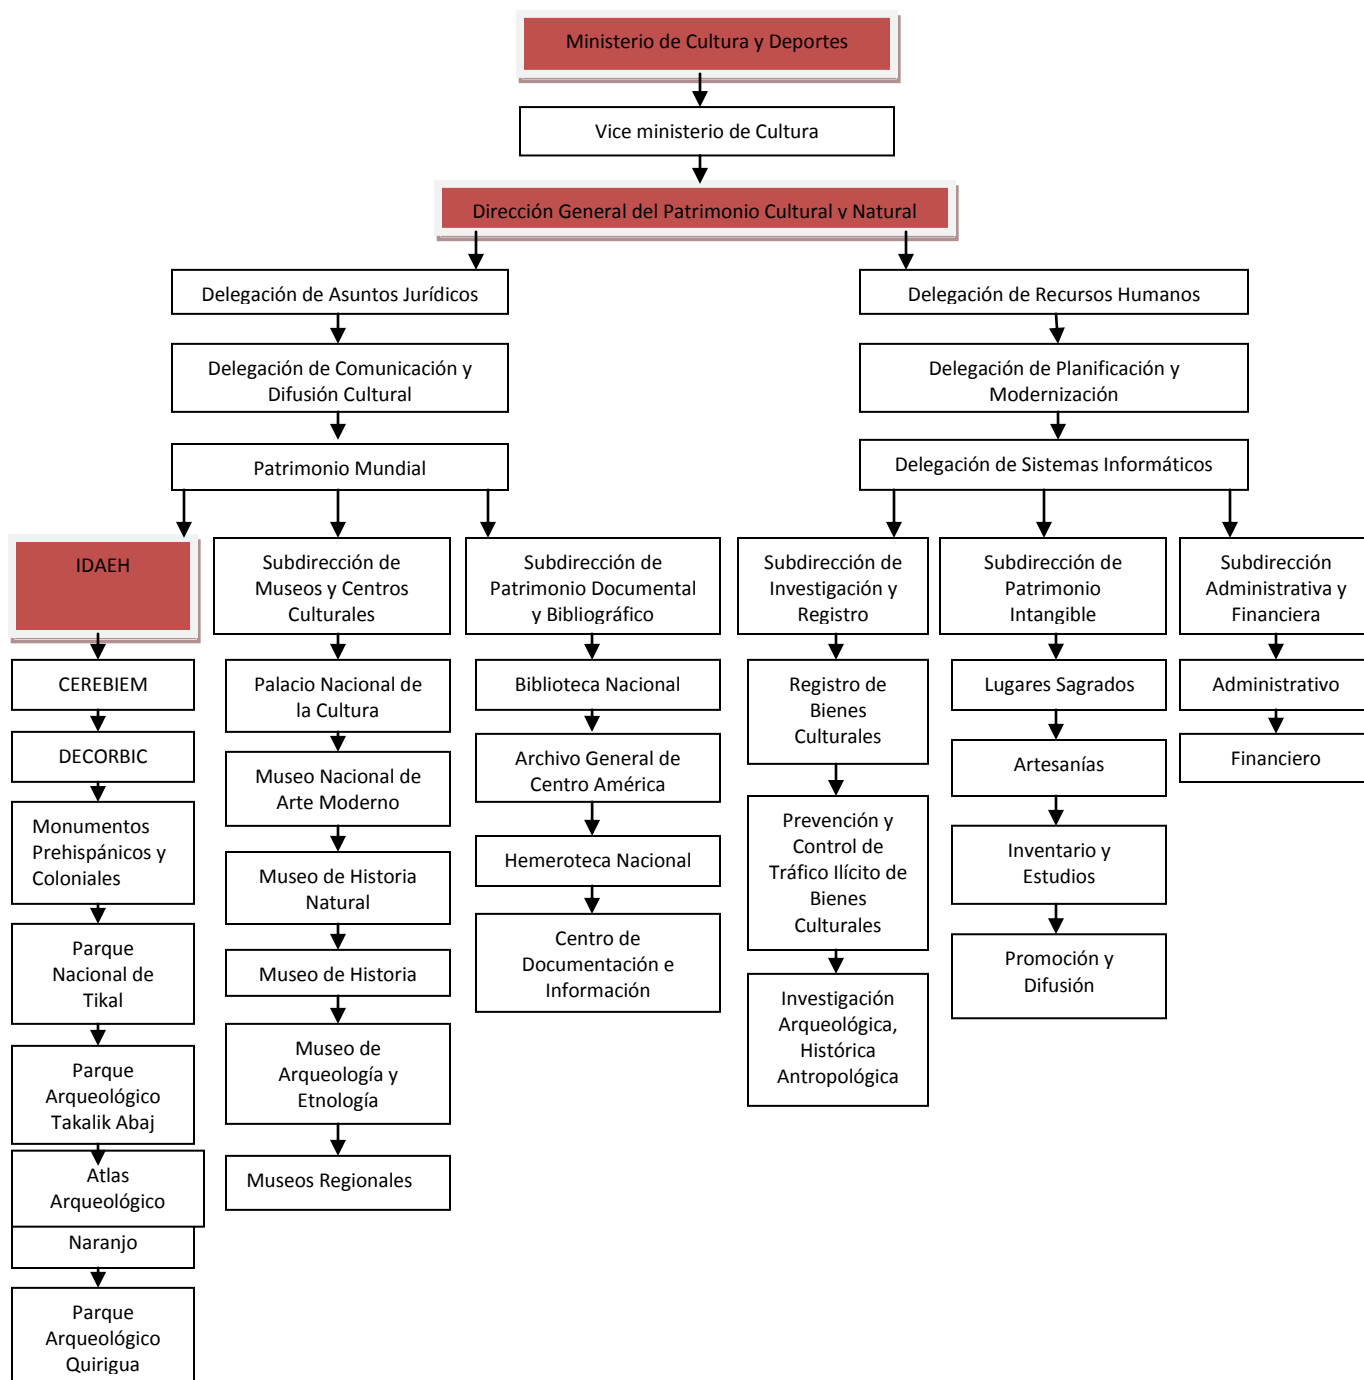 Ministerio de Cultura y Deportes
Vice ministerio de Cultura
Dirección General del Patrimonio Cultural y Natural
Delegación de Asuntos Jurídicos
Delegación de Comunicación y
Difusión Cultural
Patrimonio Mundial
Delegación de Recursos Humanos
Delegación de Planificación y
Modernización
Delegación de Sistemas Informáticos
IDAEH
CEREBIEM
DECORBIC
Monumentos
Prehispánicos y
Coloniales
Parque
Nacional de
Tikal
Parque
Arqueológico
Takalik Abaj
Atlas
Arqueológico
Naranjo
Parque
Arqueológico
Quirigua
Subdirección de
Museos y Centros
Culturales
Palacio Nacional de
la Cultura
Museo Nacional de
Arte Moderno
Museo de Historia
Natural
Museo de Historia
Museo de
Arqueología y
Etnología
Museos Regionales
Subdirección de
Patrimonio Documental
y Bibliográfico
Biblioteca Nacional
Archivo General de
Centro América
Hemeroteca Nacional
Centro de
Documentación e
Información
Subdirección de
Investigación y
Registro
Registro de
Bienes
Culturales
Prevención y
Control de
Tráfico Ilícito de
Bienes
Culturales
Investigación
Arqueológica,
Histórica
Antropológica
Subdirección de
Patrimonio
Intangible
Lugares Sagrados
Artesanías
Inventario y
Estudios
Promoción y
Difusión
Subdirección
Administrativa y
Financiera
Administrativo
Financiero